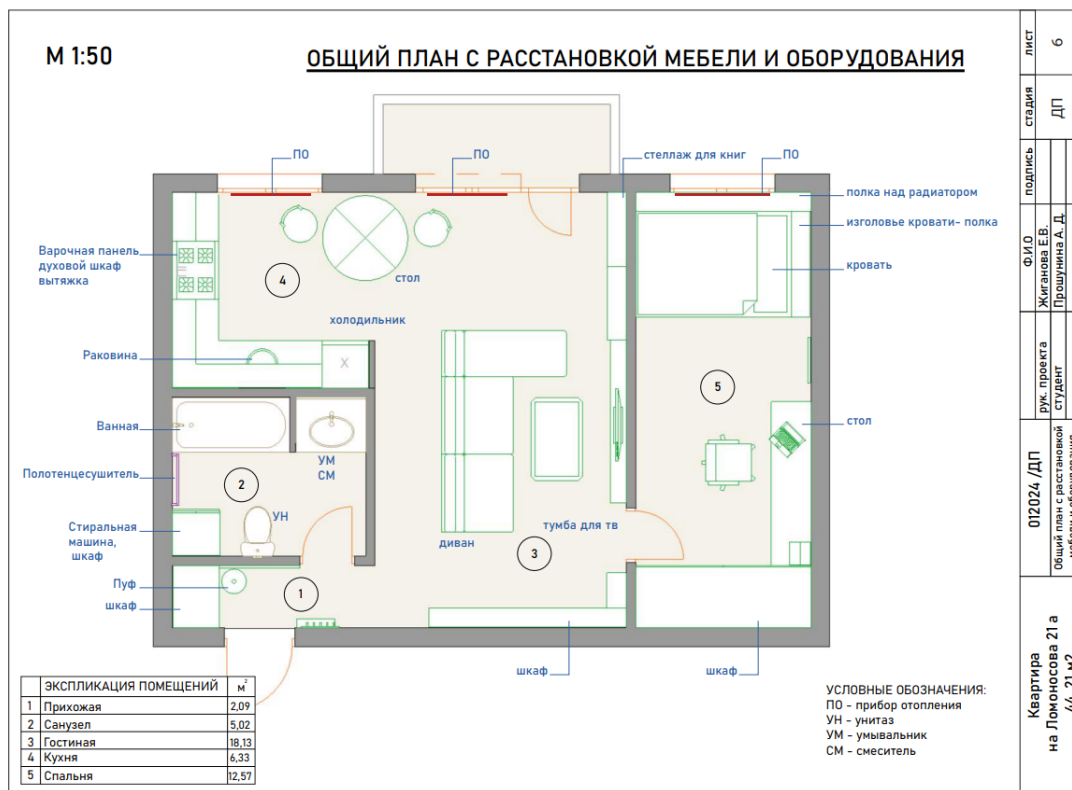 М 1:50
ОБЩИЙ ПЛАН С РАССТАНОВКОЙ МЕБЕЛИ И ОБОРУДОВАНИЯ
ПО
ПО
стеллаж для книг
ПО
полка над радиатором
изголовье кровати- полка
кровать
Варочная панель
духовой шкаф
вытяжка
4
стол
холодильник
Раковина
X
5
Ванная
стол
УМ
СМ
Полотенцесушитель
2
УН
Стиральная
машина,
шкаф
тумба для тв
диван
3
Пуф
1
шкаф
шкаф
шкаф
ЭКСПЛИКАЦИЯ ПОМЕЩЕНИЙ м²
1 Прихожая 2,09
2 Санузел 5,02
3 Гостиная 18,13
4 Кухня 6,33
5 Спальня 12,57
УСЛОВНЫЕ ОБОЗНАЧЕНИЯ:
ПО - прибор отопления
УН - унитаз
УМ - умывальник
СМ - смеситель
лист
6
стадия
ДП
подпись
Ф.И.О
Жиганова Е.В.
Прошунина А. Д.
рук. проекта
студент
012024 /ДП
Общий план с расстановкой
мебели и оборудования
Квартира
на Ломоносова 21 а
44, 21 м2